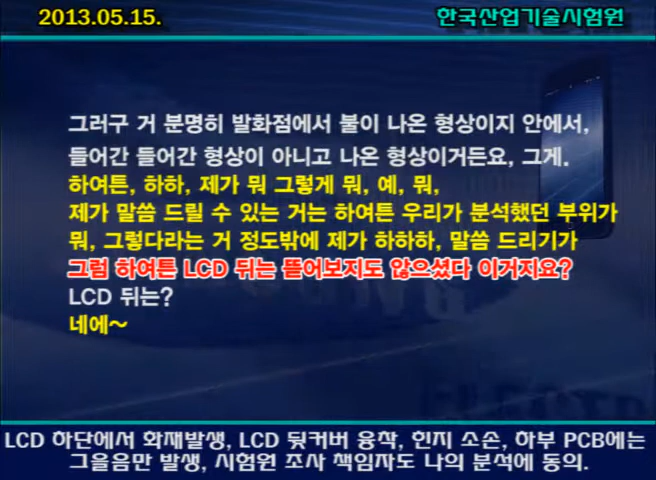 2013.05.15.
한국산업기술시험원
그러구 거 분명히 발화점에서 불이 나온 형상이지 안에서,
들어간 들어간 형상이 아니고 나온 형상이거든요, 그게.
하여튼, 하하, 제가 뭐 그렇게 뭐, 예, 뭐,
제가 말씀 드릴 수 있는 거는 하여튼 우리가 분석했던 부위가
뭐, 그렇다라는 거 정도밖에 제가 하하하, 말씀 드리기가
그럼 하여튼 LCD 뒤는 뜯어보지도 않으셨다 이거지요?
LCD 뒤는?
네에~
LCD 하단에서 화재발생, LCD 뒷커버 융착, 힌지 소손, 하부 PCB에는
그을음만 발생, 시험원 조사 책임자도 나의 분석에 동의.